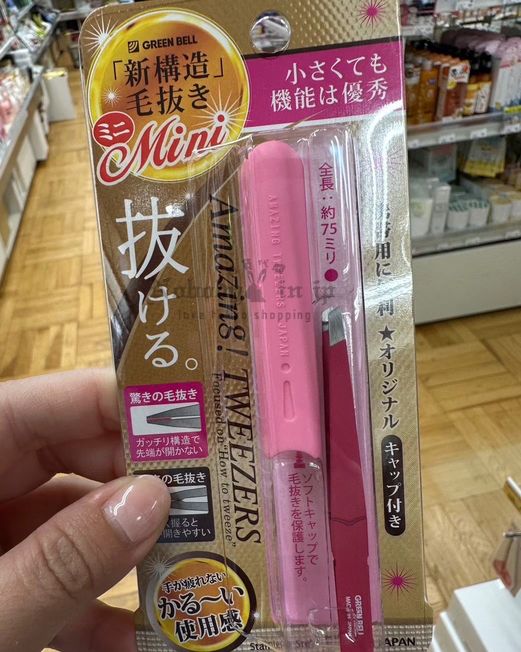 GREEN BELL
「新構造」
毛抜き
ミニ
Mini
小さくても
機能は優秀
抜ける。
Amazing! TWEEZERS
Focused on "How to tweeze"
AMAZING TWEEZERS JAPAN
全長:約75ミリ
★オリジナル
キャップ付き
驚きの毛抜き
ガッチリ構造で
先端が開かない
の毛抜き
握ると
開きやすい
ソフトキャップで
毛抜きを保護します。
手が疲れない
かる〜い
使用感
GREEN BELL
in jp
shopping
JAPAN